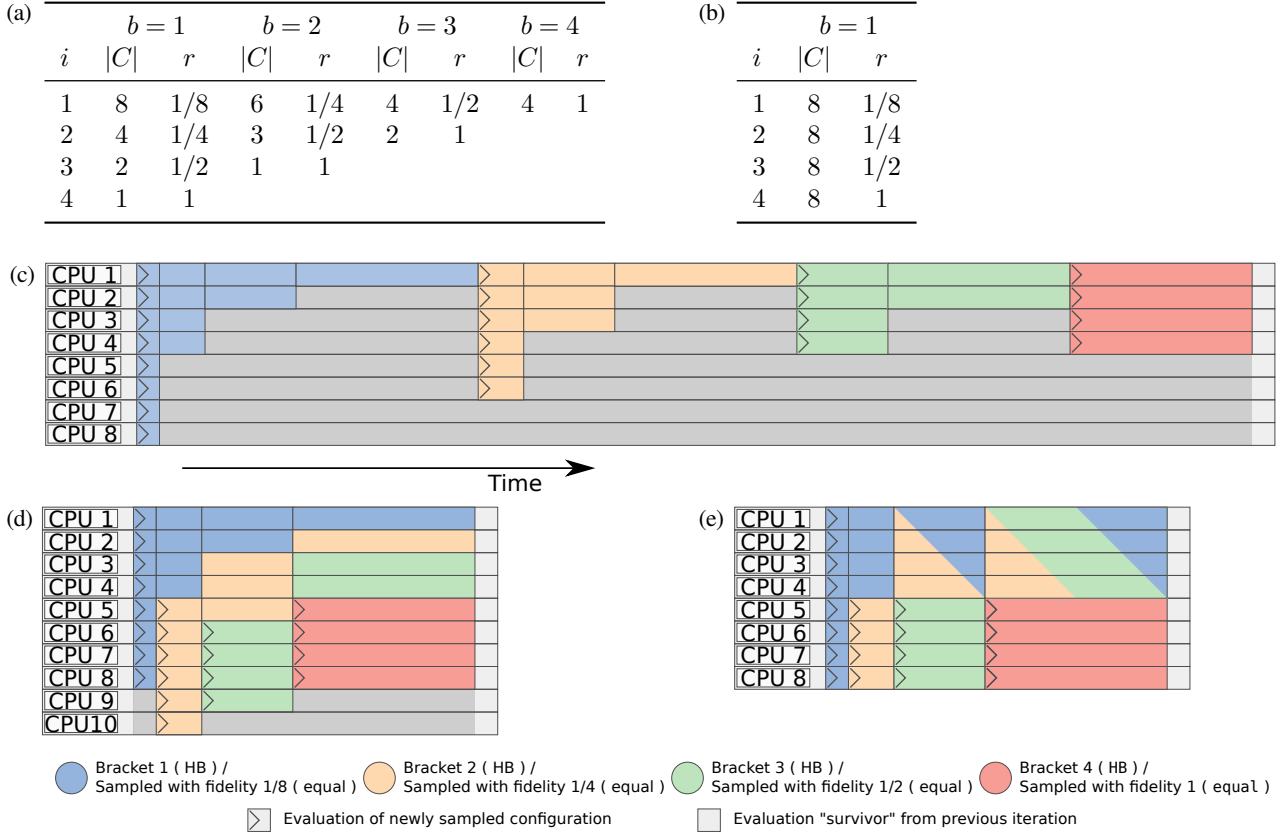 (a)
b = 1 b = 2 b = 3 b = 4
i |C| r |C| r |C| r |C| r
1 8 1/8 6 1/4 4 1/2 4 1
2 4 1/4 3 1/2 2 1
3 2 1/2 1 1
4 1 1
(b)
b = 1
i |C| r
1 8 1/8
2 8 1/4
3 8 1/2
4 8 1
(c)
CPU 1
CPU 2
CPU 3
CPU 4
CPU 5
CPU 6
CPU 7
CPU 8
Time
(d)
CPU 1
CPU 2
CPU 3
CPU 4
CPU 5
CPU 6
CPU 7
CPU 8
CPU 9
CPU10
(e)
CPU 1
CPU 2
CPU 3
CPU 4
CPU 5
CPU 6
CPU 7
CPU 8
Bracket 1 ( HB ) /
Sampled with fidelity 1/8 ( equal )
Bracket 2 ( HB ) /
Sampled with fidelity 1/4 ( equal )
Bracket 3 ( HB ) /
Sampled with fidelity 1/2 ( equal )
Bracket 4 ( HB ) /
Sampled with fidelity 1 ( equal )
Evaluation of newly sampled configuration
Evaluation "survivor" from previous iteration